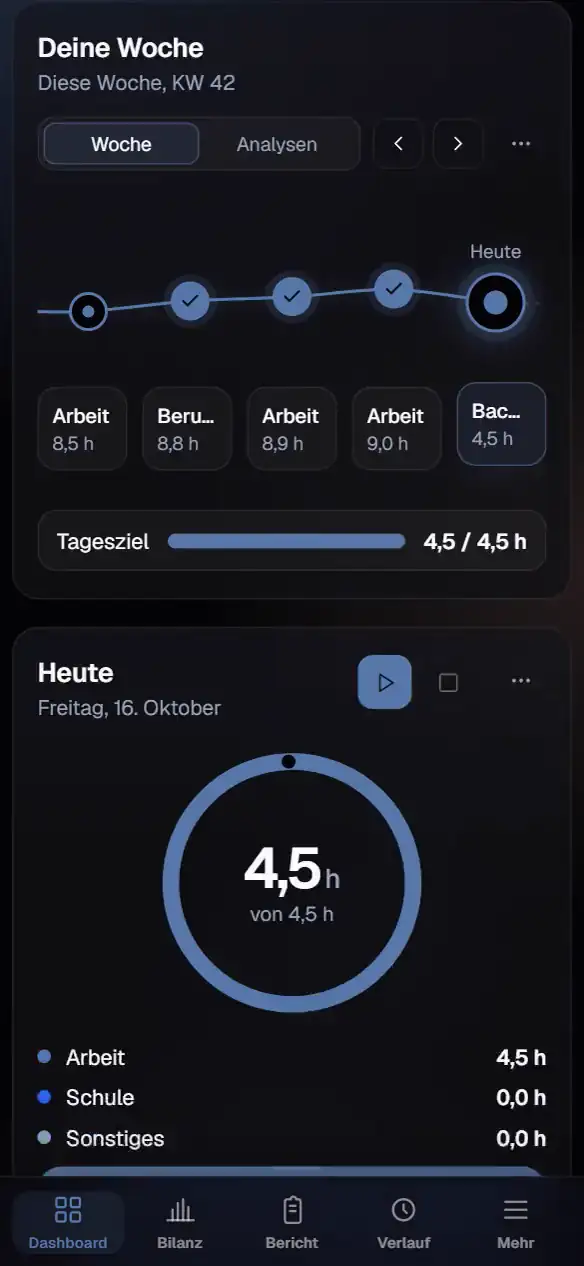 Deine Woche
Diese Woche, KW 42
Woche
Analysen
Heute
Arbeit
8,5 h
Beru...
8,8 h
Arbeit
8,9 h
Arbeit
9,0 h
Bac...
4,5 h
Tagesziel
4,5 / 4,5 h
Heute
Freitag, 16. Oktober
4,5 h
von 4,5 h
Arbeit 4,5 h
Schule 0,0 h
Sonstiges 0,0 h
Dashboard
Bilanz
Bericht
Verlauf
Mehr